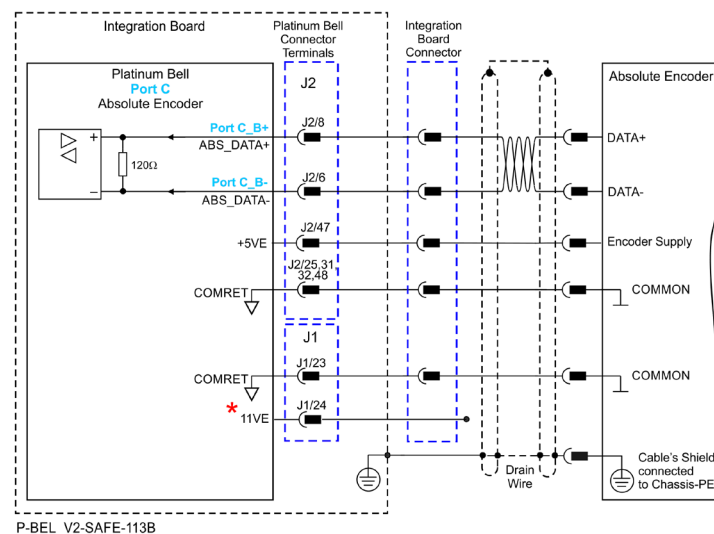 Integration Board
Platinum Bell
Connector
Terminals
Integration
Board
Connector
Platinum Bell
Port C
Absolute Encoder
J2
Absolute Encoder
Port C_B+
J2/8
ABS_DATA+
DATA+
120Ω
+
−
Port C_B-
J2/6
ABS_DATA-
DATA-
J2/47
+5VE
Encoder Supply
J2/25,31,
32,48
COMRET
COMMON
J1
J1/23
COMRET
COMMON
*
J1/24
11VE
Drain
Wire
Cable's Shield
connected
to Chassis-PE
P-BEL V2-SAFE-113B